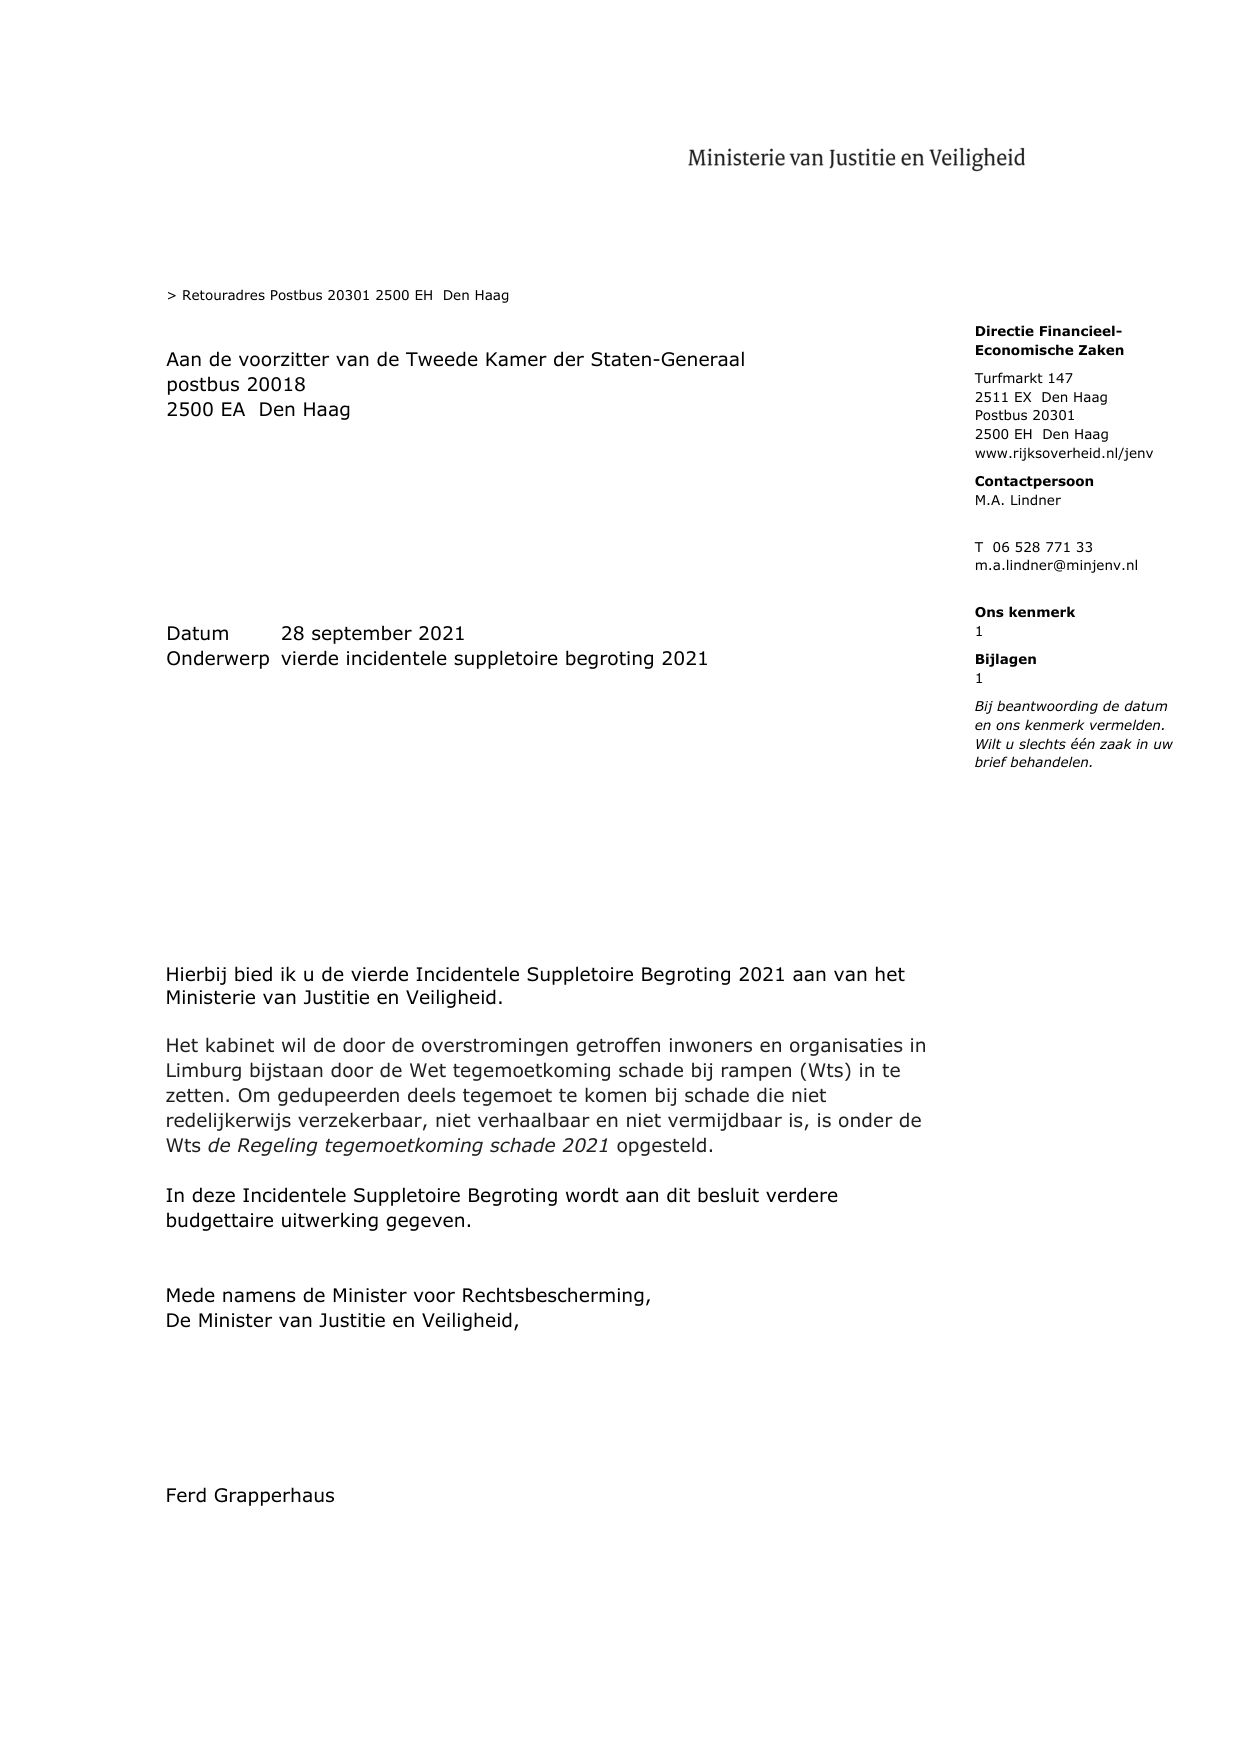 Ministerie van Justitie en Veiligheid
> Retouradres Postbus 20301 2500 EH  Den Haag
Aan de voorzitter van de Tweede Kamer der Staten-Generaal
postbus 20018
2500 EA  Den Haag
Directie Financieel-
Economische Zaken
Turfmarkt 147
2511 EX  Den Haag
Postbus 20301
2500 EH  Den Haag
www.rijksoverheid.nl/jenv
Contactpersoon
M.A. Lindner
T  06 528 771 33
m.a.lindner@minjenv.nl
Ons kenmerk
1
Bijlagen
1
Bij beantwoording de datum
en ons kenmerk vermelden.
Wilt u slechts één zaak in uw
brief behandelen.
Datum 28 september 2021
Onderwerp vierde incidentele suppletoire begroting 2021
Hierbij bied ik u de vierde Incidentele Suppletoire Begroting 2021 aan van het
Ministerie van Justitie en Veiligheid.
Het kabinet wil de door de overstromingen getroffen inwoners en organisaties in
Limburg bijstaan door de Wet tegemoetkoming schade bij rampen (Wts) in te
zetten. Om gedupeerden deels tegemoet te komen bij schade die niet
redelijkerwijs verzekerbaar, niet verhaalbaar en niet vermijdbaar is, is onder de
Wts de Regeling tegemoetkoming schade 2021 opgesteld.
In deze Incidentele Suppletoire Begroting wordt aan dit besluit verdere
budgettaire uitwerking gegeven.
Mede namens de Minister voor Rechtsbescherming,
De Minister van Justitie en Veiligheid,
Ferd Grapperhaus